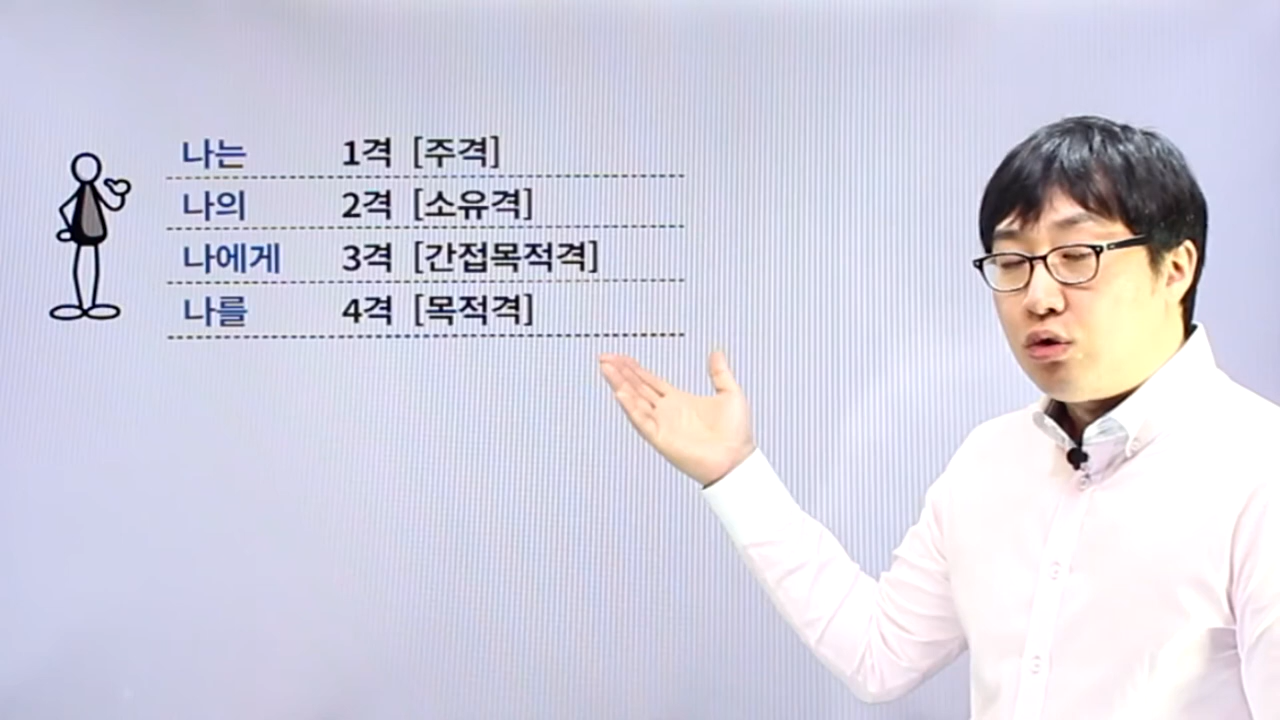 나는 1격 [주격]
나의 2격 [소유격]
나에게 3격 [간접목적격]
나를 4격 [목적격]